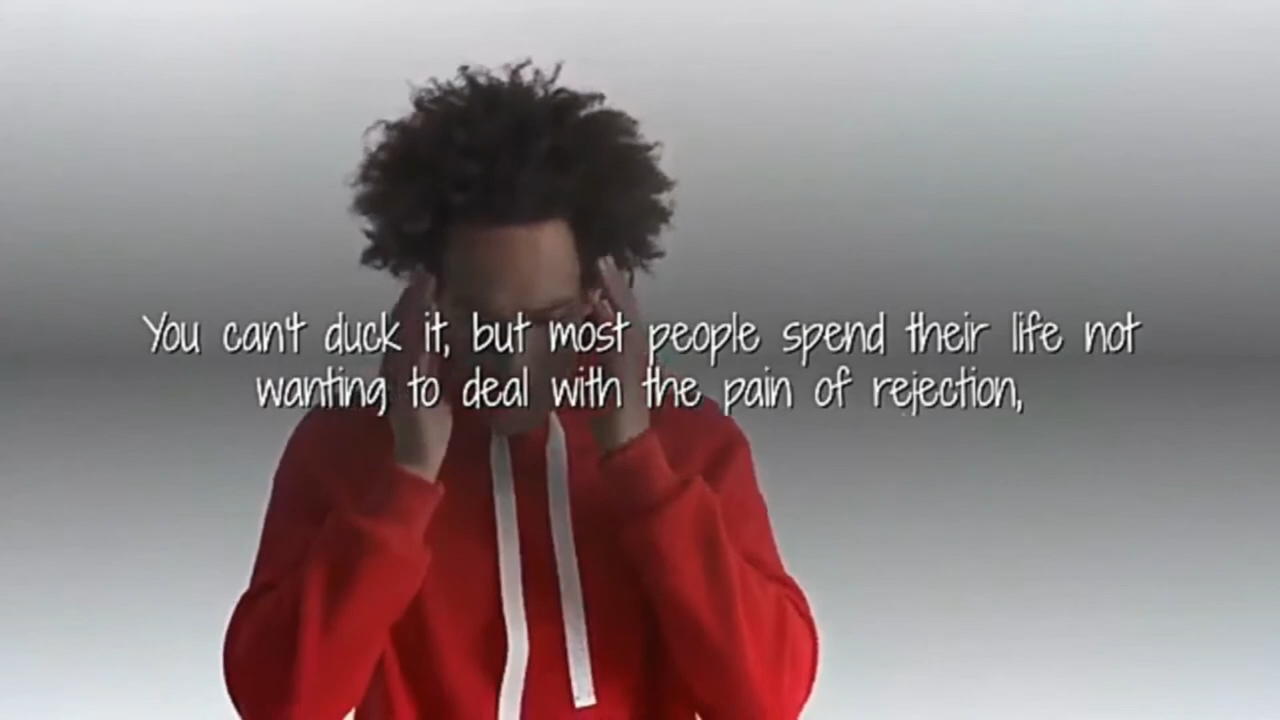 You can't duck it, but most people spend their life not
wanting to deal with the pain of rejection,